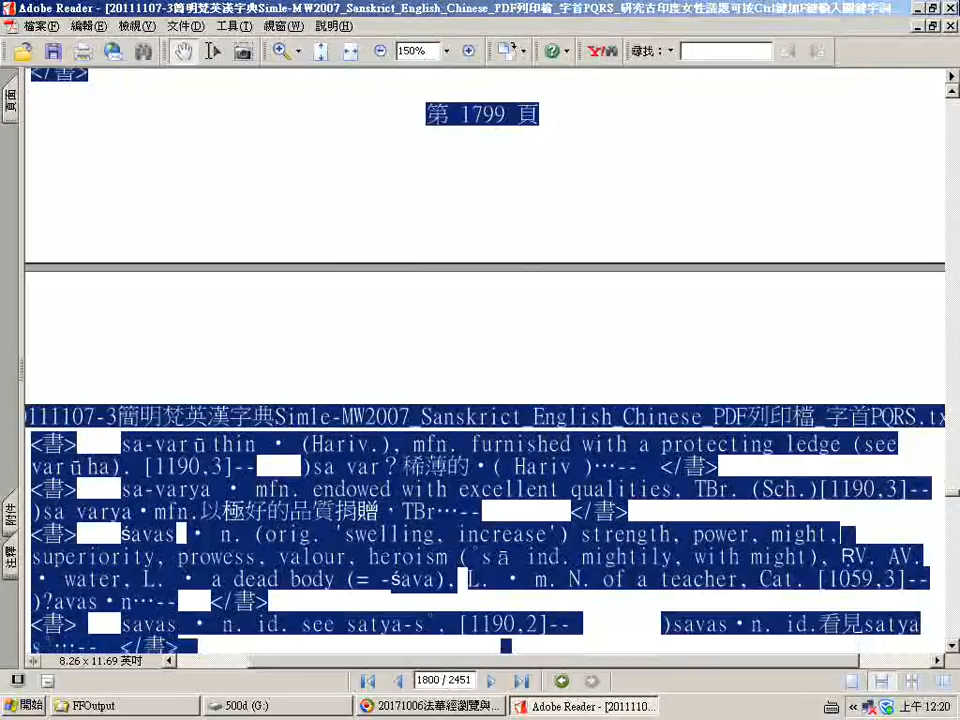 Adobe Reader - [20111107-3簡明梵英漢字典Simle-MW2007_Sanskrict_English_Chinese_PDF列印檔_字首PQRS_研究古印度女性議題可按Ctrl鍵加F鍵輸入關鍵字詞
檔案(F) 編輯(E) 檢視(V) 文件(D) 工具(T) 視窗(W) 說明(H)
150% Y! 尋找:
頁面
</書>
第 1799 頁
0111107-3簡明梵英漢字典Simle-MW2007_Sanskrict_English_Chinese_PDF列印檔_字首PQRS.tx
<書> sa-varūthin ‧ (Hariv.), mfn. furnished with a protecting ledge (see
varūha). [1190,3]-- )sa var？稀薄的‧( Hariv )…-- </書>
<書> sa-varya ‧ mfn. endowed with excellent qualities, TBr. (Sch.)[1190,3]--
)sa varya‧mfn.以極好的品質捐贈，TBr…-- </書>
<書> śavas ‧ n. (orig. 'swelling, increase') strength, power, might,
superiority, prowess, valour, heroism (°sā ind. mightily, with might), RV. AV.
‧ water, L. ‧ a dead body (= -śava), L. ‧ m. N. of a teacher, Cat. [1059,3]--
)?avas‧n…-- </書>
<書> savas ‧ n. id. see satya-s°, [1190,2]-- )savas‧n. id.看見satya
s°…-- </書>
附件
註釋
8.26 x 11.69 英吋
1800 / 2451
開始 FFOutput 500d (G:) 20171006法華經瀏覽與... Adobe Reader - [2011110... « 上午 12:20